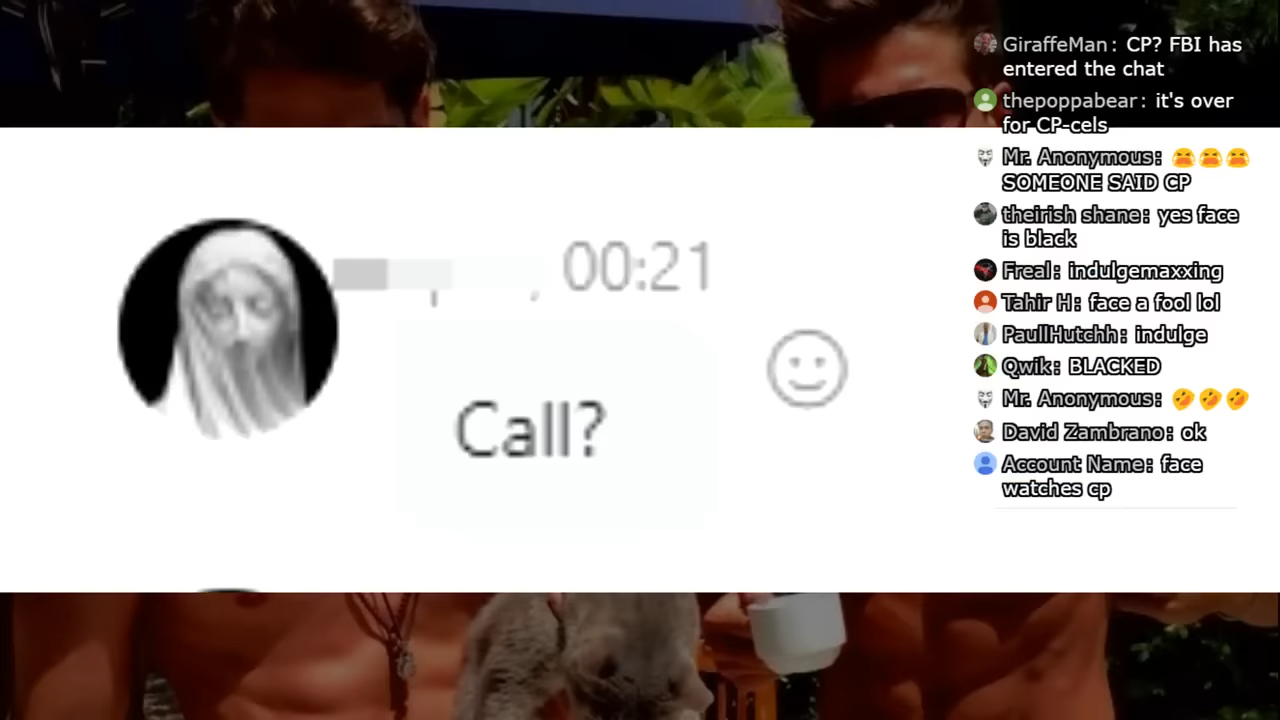 GiraffeMan: CP? FBI has
entered the chat
thepoppabear: it's over
for CP-cels
Mr. Anonymous: 😫😫😫
SOMEONE SAID CP
theirish shane: yes face
is black
Freal: indulgemaxxing
Tahir H: face a fool lol
PaullHutchh: indulge
Qwik: BLACKED
Mr. Anonymous: 🤣🤣🤣
David Zambrano: ok
Account Name: face
watches cp
, 00:21
Call?